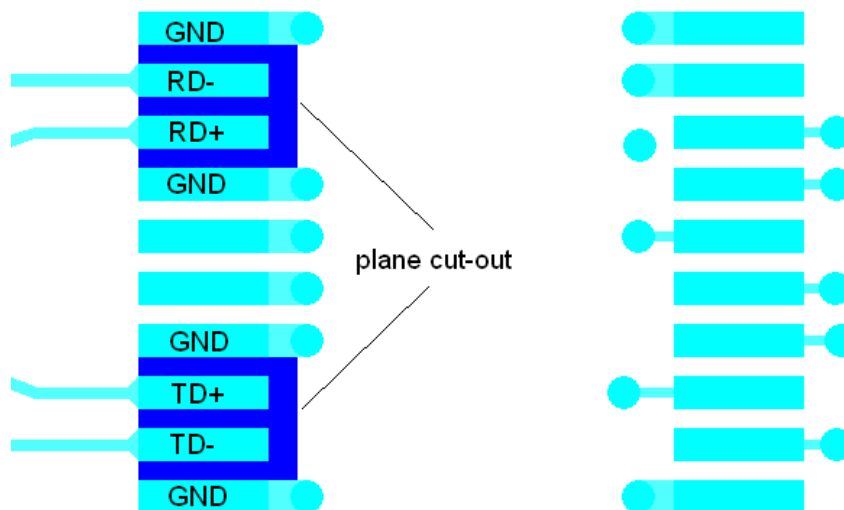 GND
RD-
RD+
GND
plane cut-out
GND
TD+
TD-
GND